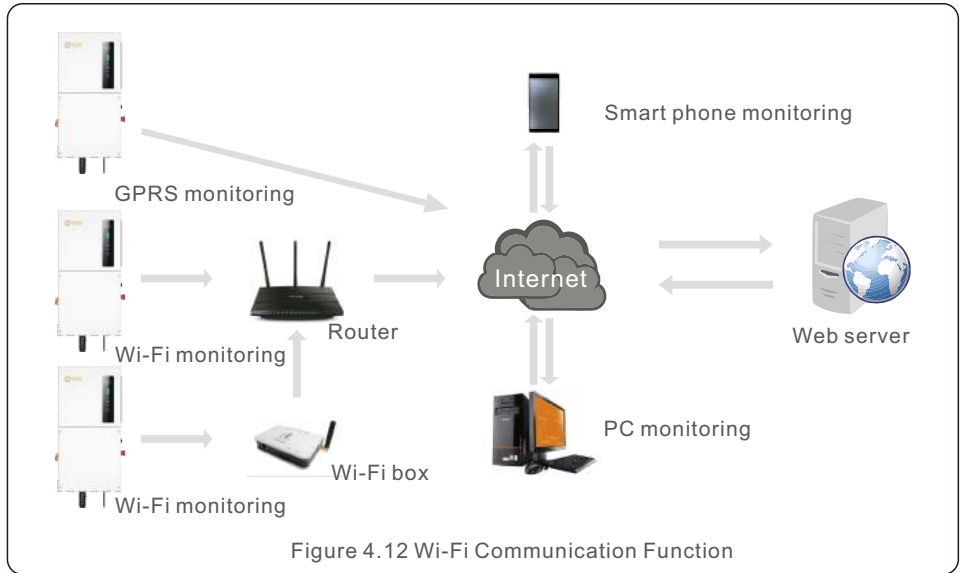 Smart phone monitoring
GPRS monitoring
Internet
Router
Web server
Wi-Fi monitoring
PC monitoring
Wi-Fi box
Wi-Fi monitoring
Figure 4.12 Wi-Fi Communication Function